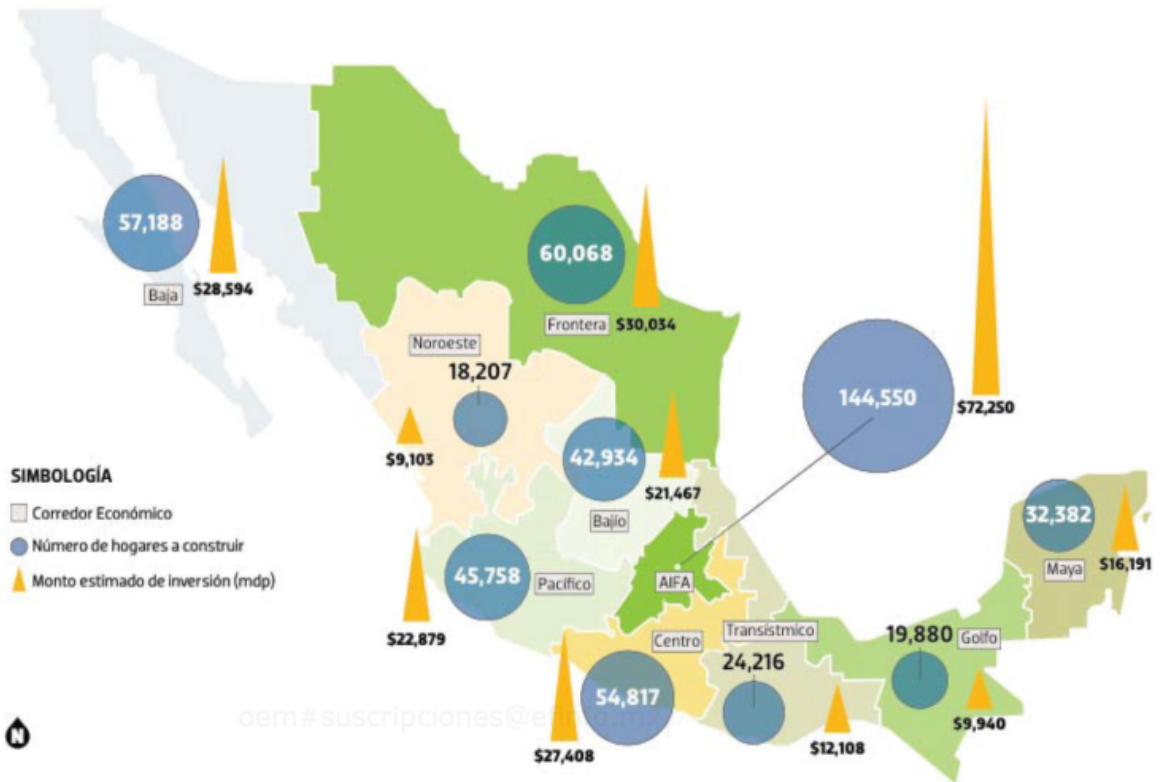 57,188
Baja
$28,594
60,068
Frontera
$30,034
Noroeste
18,207
$9,103
144,550
$72,250
42,934
$21,467
Bajío
SIMBOLOGÍA
Corredor Económico
Número de hogares a construir
Monto estimado de inversión (mdp)
45,758
Pacífico
$22,879
AIFA
32,382
Maya
$16,191
Centro
54,817
$27,408
Transístmico
24,216
$12,108
19,880
Golfo
$9,940
N